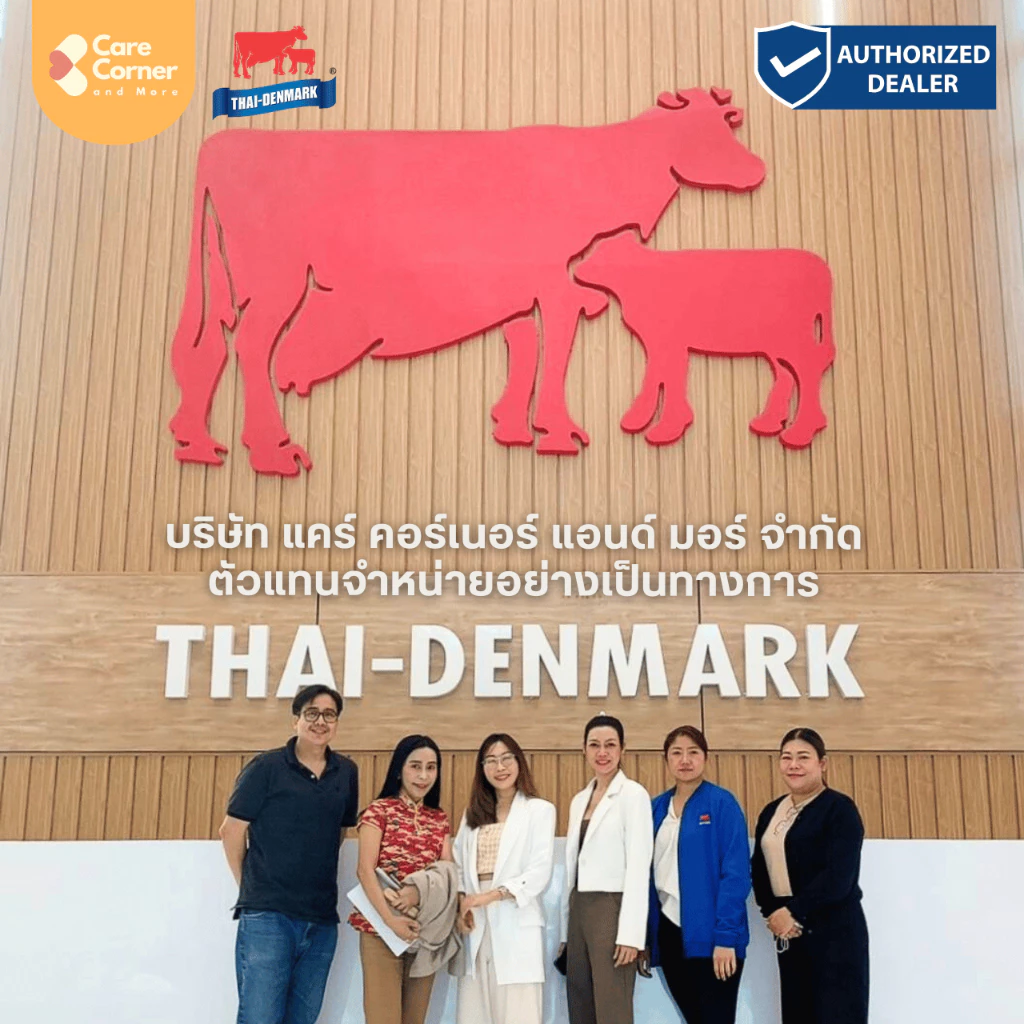 Care
Corner
and More
THAI-DENMARK
®
AUTHORIZED
DEALER
บริษัท แคร์ คอร์เนอร์ แอนด์ มอร์ จำกัด
ตัวแทนจำหน่ายอย่างเป็นทางการ
THAI-DENMARK